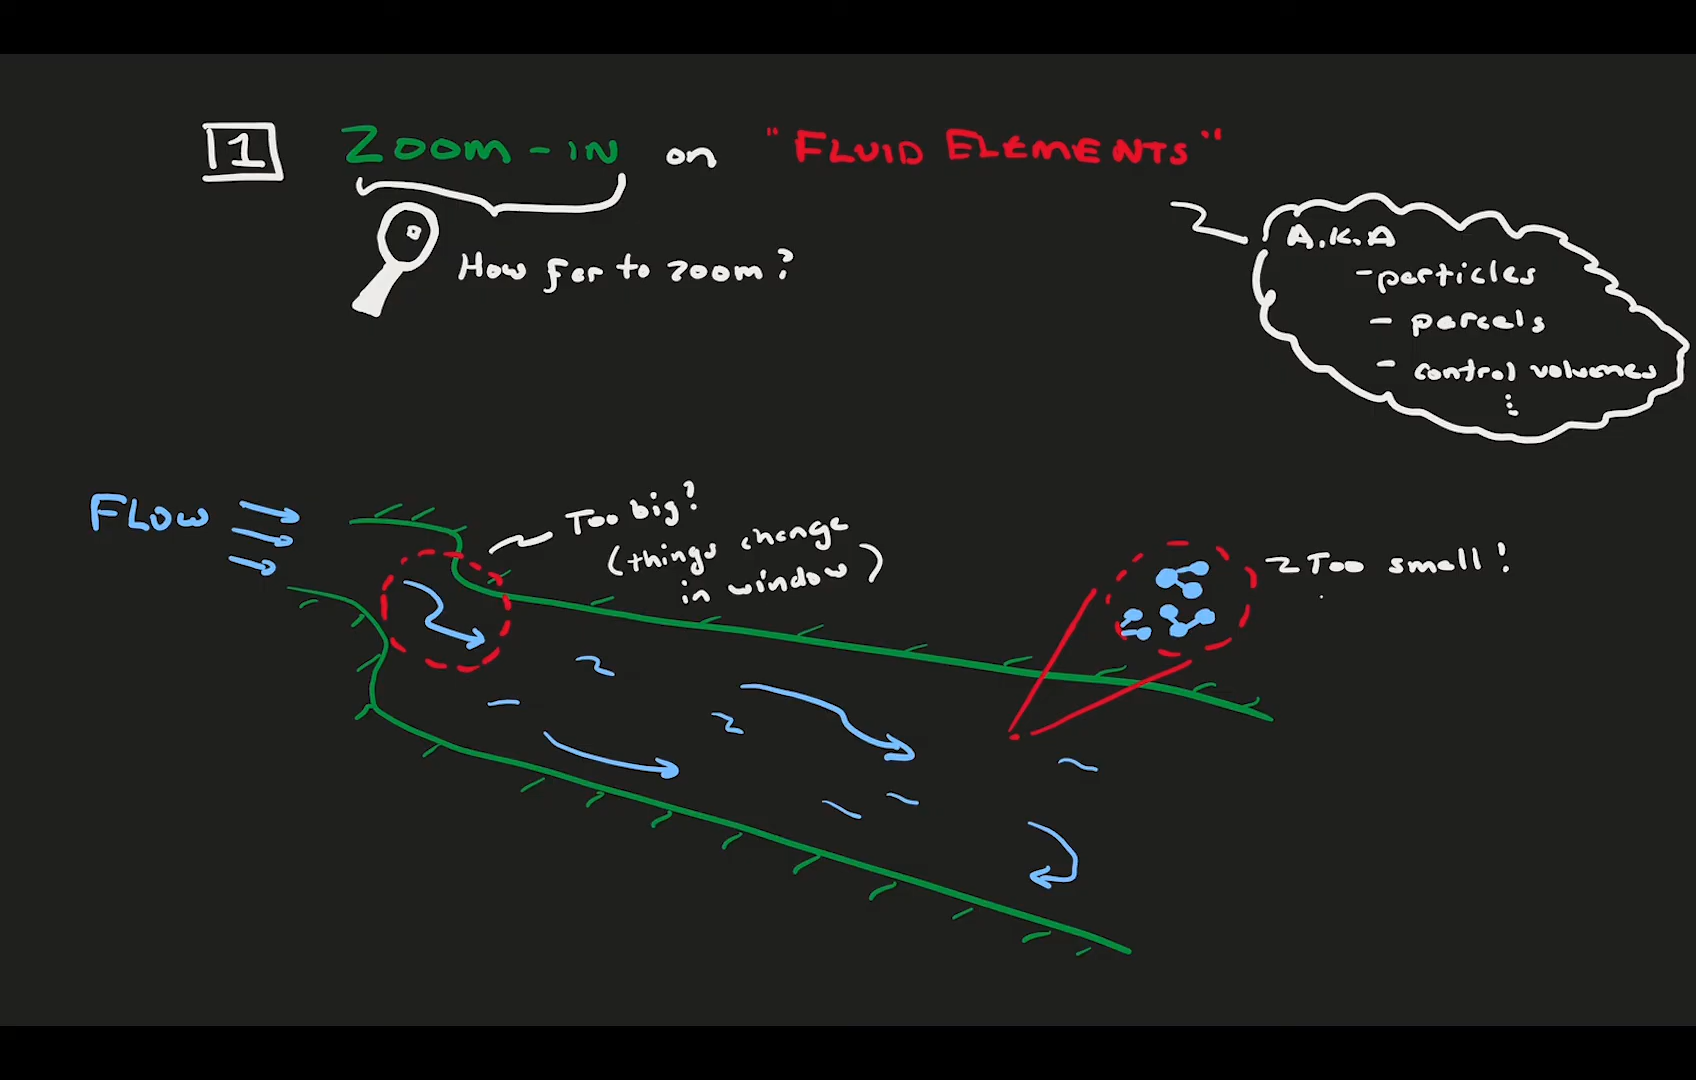 1 Zoom-in on "FLUID ELEMENTS"
How far to zoom?
A.K.A
- particles
- parcels
- control volumes
⋮
FLOW
Too big?
(things change
in window)
Too small!